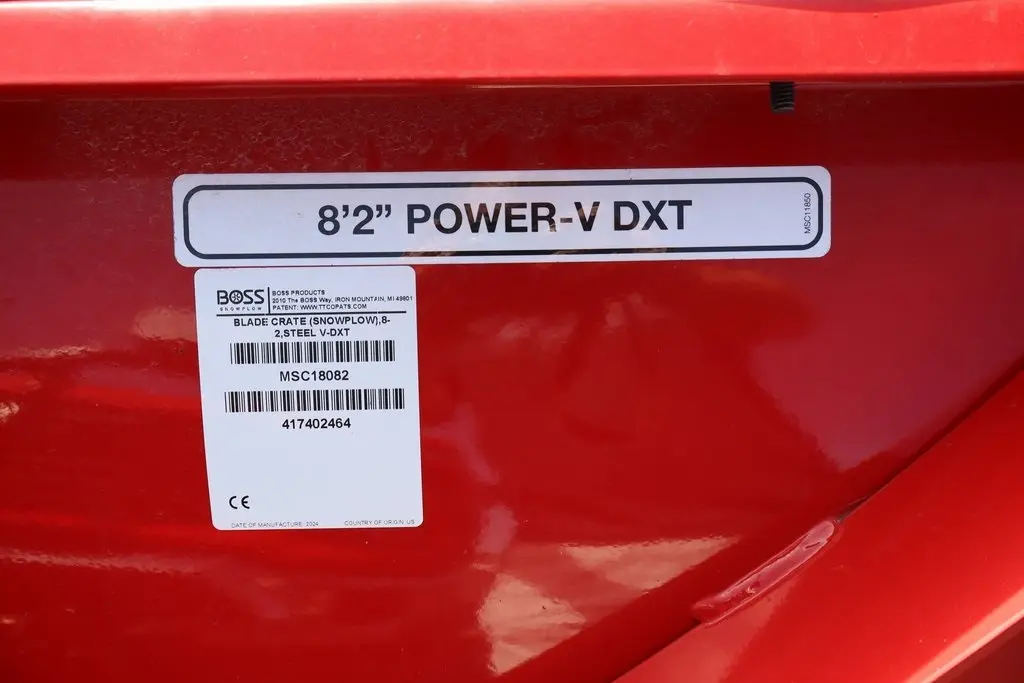 8’2” POWER-V DXT
MSC11850
BOSS
SNOWPLOW
BOSS PRODUCTS
2010 The BOSS Way, IRON MOUNTAIN, MI 49801
PATENT: WWW.TTCOPATS.COM
BLADE CRATE (SNOWPLOW),8-
2,STEEL V-DXT
MSC18082
417402464
CE
DATE OF MANUFACTURE: 2024
COUNTRY OF ORIGIN: US